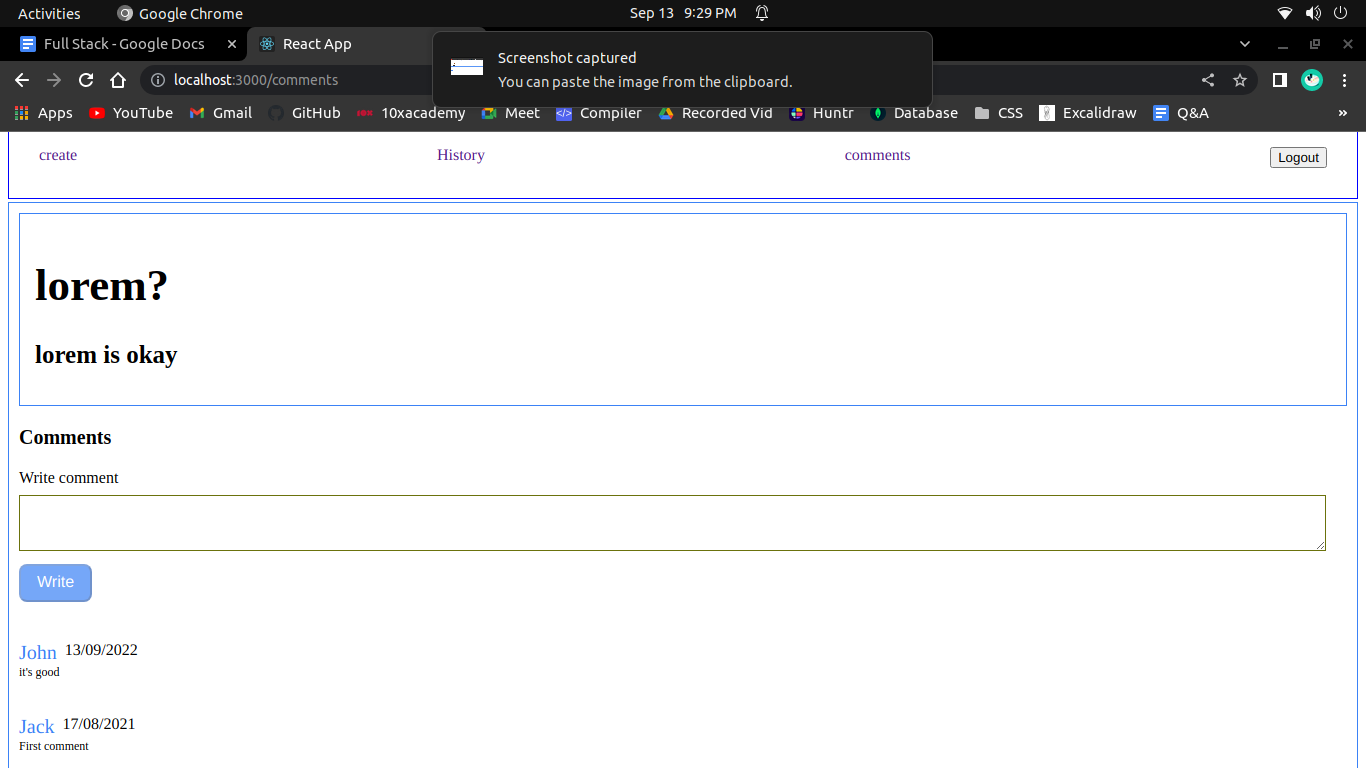 Activities Google Chrome Sep 13 9:29 PM
Full Stack - Google Docs React App
Screenshot captured
You can paste the image from the clipboard.
localhost:3000/comments
Apps YouTube Gmail GitHub 10xacademy Meet Compiler Recorded Vid Huntr Database CSS Excalidraw Q&A »
create History comments Logout
lorem?
lorem is okay
Comments
Write comment
Write
John 13/09/2022
it's good
Jack 17/08/2021
First comment